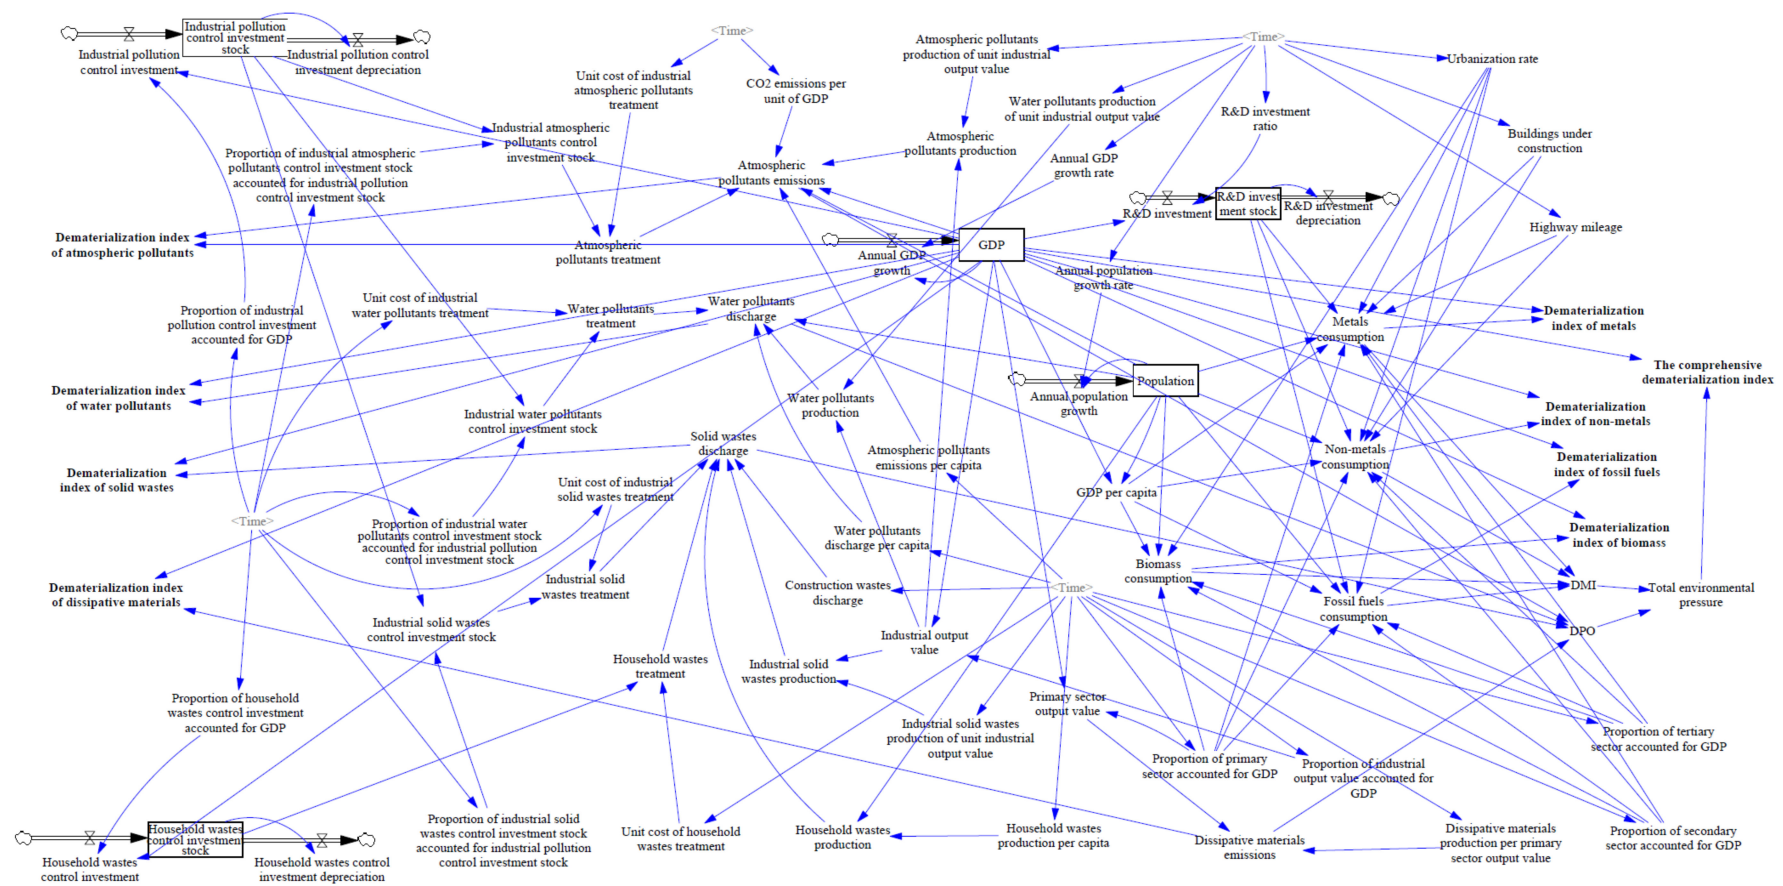 Industrial pollution
control investment
stock
Industrial pollution
control investment
Industrial pollution control
investment depreciation
<Time>
Unit cost of industrial
atmospheric pollutants
treatment
CO2 emissions per
unit of GDP
Atmospheric pollutants
production of unit industrial
output value
<Time>
Urbanization rate
Water pollutants production
of unit industrial output value
R&D investment
ratio
Buildings under
construction
Industrial atmospheric
pollutants control
investment stock
Atmospheric
pollutants production
Proportion of industrial atmospheric
pollutants control investment stock
accounted for industrial pollution
control investment stock
Atmospheric
pollutants emissions
Annual GDP
growth rate
R&D investment
R&D invest
ment stock
R&D investment
depreciation
Highway mileage
Dematerialization index
of atmospheric pollutants
Atmospheric
pollutants treatment
GDP
Annual GDP
growth
Annual population
growth rate
Proportion of industrial
pollution control investment
accounted for GDP
Unit cost of industrial
water pollutants treatment
Water pollutants
treatment
Water pollutants
discharge
Metals
consumption
Dematerialization
index of metals
The comprehensive
dematerialization index
Population
Annual population
growth
Dematerialization index
of water pollutants
Industrial water pollutants
control investment stock
Water pollutants
production
Dematerialization
index of non-metals
Solid wastes
discharge
Atmospheric pollutants
emissions per capita
Non-metals
consumption
Dematerialization
index of fossil fuels
Dematerialization
index of solid wastes
Unit cost of industrial
solid wastes treatment
GDP per capita
<Time>
Proportion of industrial water
pollutants control investment stock
accounted for industrial pollution
control investment stock
Water pollutants
discharge per capita
Dematerialization
index of biomass
Dematerialization index
of dissipative materials
Industrial solid
wastes treatment
Construction wastes
discharge
<Time>
Biomass
consumption
Fossil fuels
consumption
DMI
Total environmental
pressure
Industrial solid wastes
control investment stock
Industrial output
value
DPO
Household wastes
treatment
Industrial solid
wastes production
Proportion of household
wastes control investment
accounted for GDP
Primary sector
output value
Industrial solid wastes
production of unit industrial
output value
Proportion of primary
sector accounted for GDP
Proportion of industrial
output value accounted for
GDP
Proportion of tertiary
sector accounted for GDP
Household wastes
control investment
stock
Household wastes
control investment
Household wastes control
investment depreciation
Proportion of industrial solid
wastes control investment stock
accounted for industrial pollution
control investment stock
Unit cost of household
wastes treatment
Household wastes
production
Household wastes
production per capita
Dissipative materials
emissions
Dissipative materials
production per primary
sector output value
Proportion of secondary
sector accounted for GDP